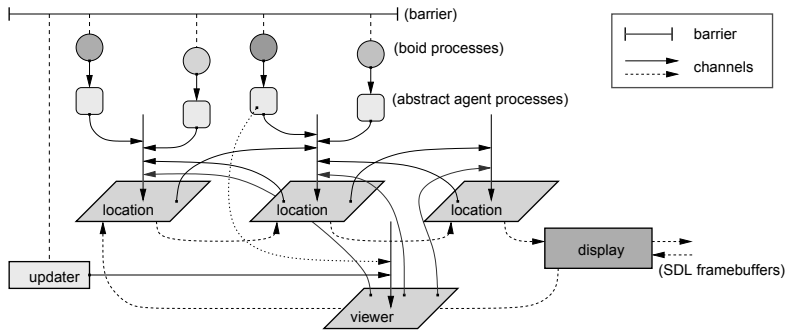 (barrier)
barrier
(boid processes)
channels
(abstract agent processes)
location
location
location
display
updater
(SDL framebuffers)
viewer